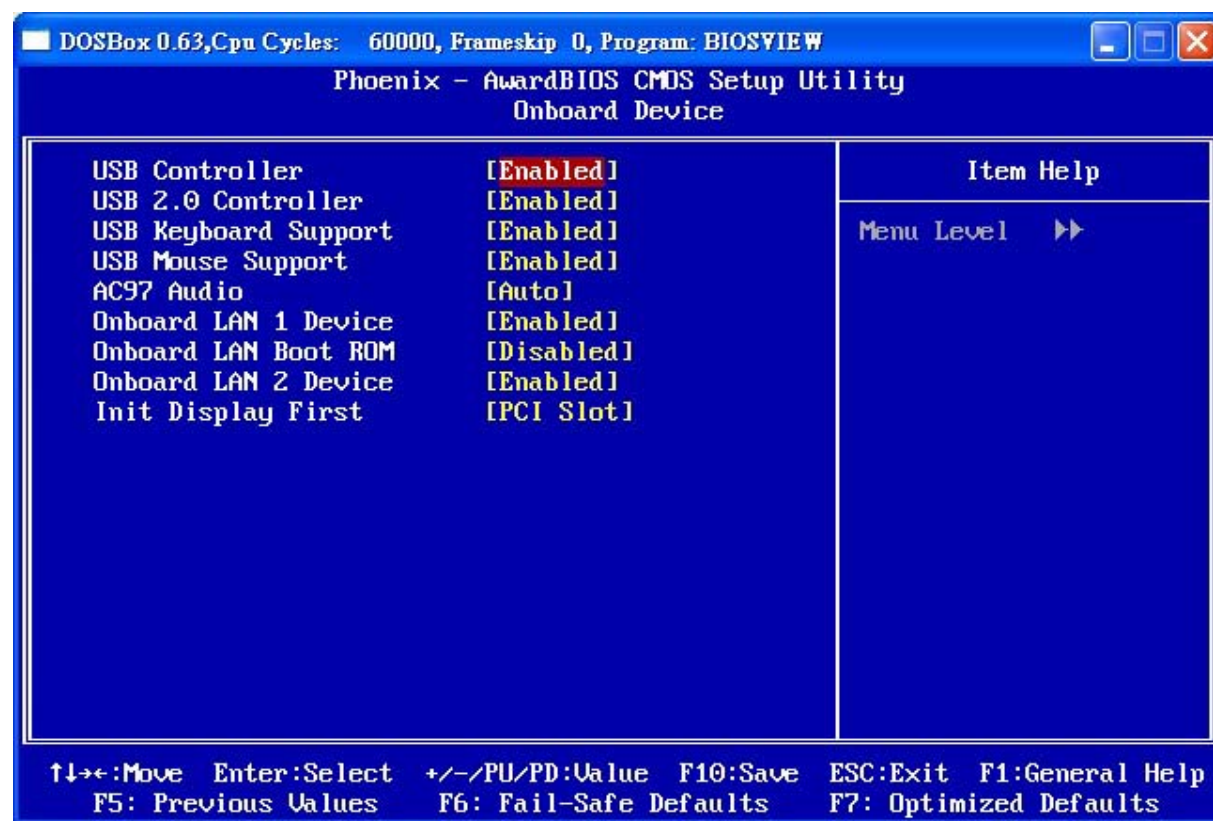 DOSBox 0.63,Cpu Cycles: 60000, Frameskip 0, Program: BIOSVIEW
Phoenix - AwardBIOS CMOS Setup Utility
Onboard Device
USB Controller [Enabled]
USB 2.0 Controller [Enabled]
USB Keyboard Support [Enabled]
USB Mouse Support [Enabled]
AC97 Audio [Auto]
Onboard LAN 1 Device [Enabled]
Onboard LAN Boot ROM [Disabled]
Onboard LAN 2 Device [Enabled]
Init Display First [PCI Slot]
Item Help
Menu Level ►►
↑↓→←:Move Enter:Select +/-/PU/PD:Value F10:Save ESC:Exit F1:General Help
F5: Previous Values F6: Fail-Safe Defaults F7: Optimized Defaults